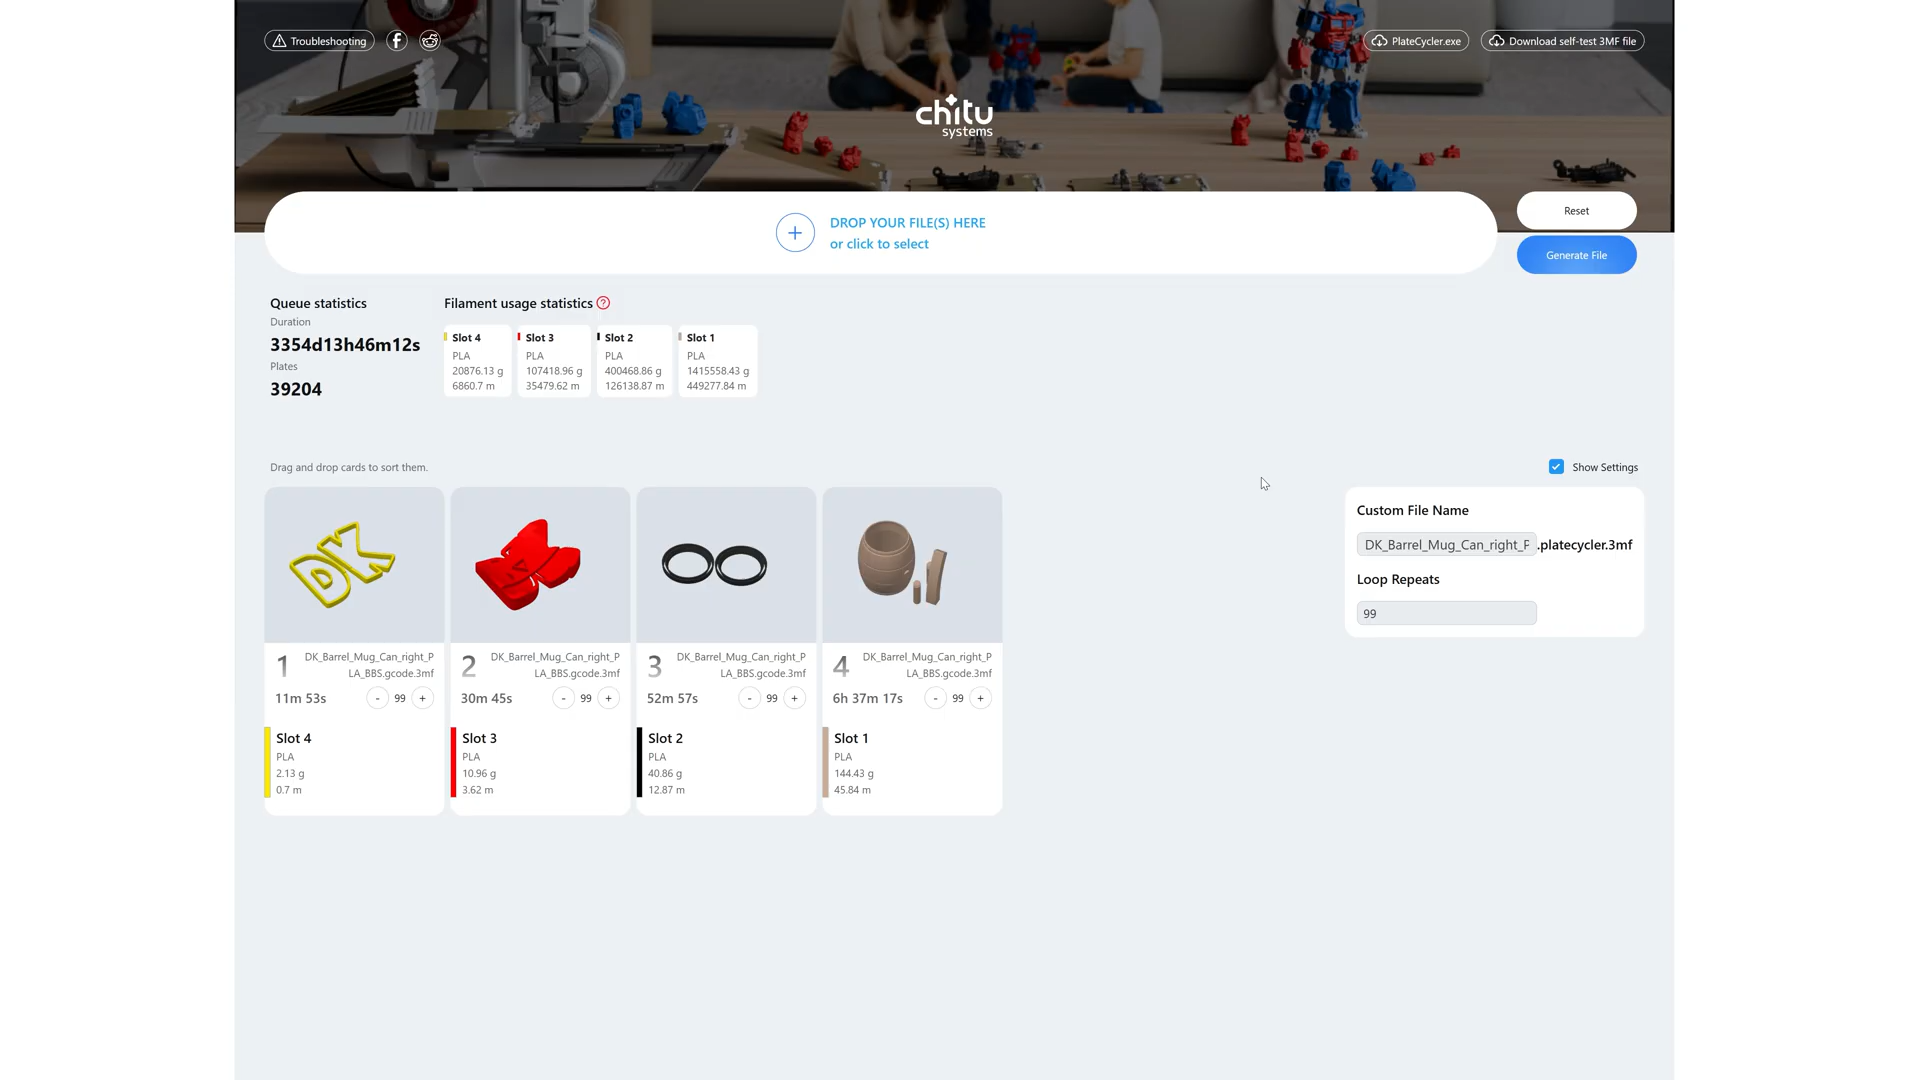 Troubleshooting
PlateCycler.exe
Download self-test 3MF file
chitu
systems
DROP YOUR FILE(S) HERE
or click to select
Reset
Generate File
Queue statistics
Duration
3354d13h46m12s
Plates
39204
Filament usage statistics
Slot 4
PLA
20876.13 g
6860.7 m
Slot 3
PLA
107418.96 g
35479.62 m
Slot 2
PLA
400468.86 g
126138.87 m
Slot 1
PLA
1415558.43 g
449277.84 m
Drag and drop cards to sort them.
Show Settings
1
DK_Barrel_Mug_Can_right_P
LA_BBS.gcode.3mf
11m 53s
- 99 +
Slot 4
PLA
2.13 g
0.7 m
2
DK_Barrel_Mug_Can_right_P
LA_BBS.gcode.3mf
30m 45s
- 99 +
Slot 3
PLA
10.96 g
3.62 m
3
DK_Barrel_Mug_Can_right_P
LA_BBS.gcode.3mf
52m 57s
- 99 +
Slot 2
PLA
40.86 g
12.87 m
4
DK_Barrel_Mug_Can_right_P
LA_BBS.gcode.3mf
6h 37m 17s
- 99 +
Slot 1
PLA
144.43 g
45.84 m
Custom File Name
DK_Barrel_Mug_Can_right_P .platecycler.3mf
Loop Repeats
99
DK